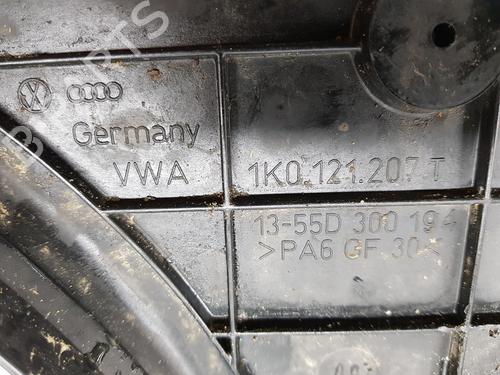 Germany
VWA
1K0.121.207 T
13-55D 300 194
>PA6 GF 30<